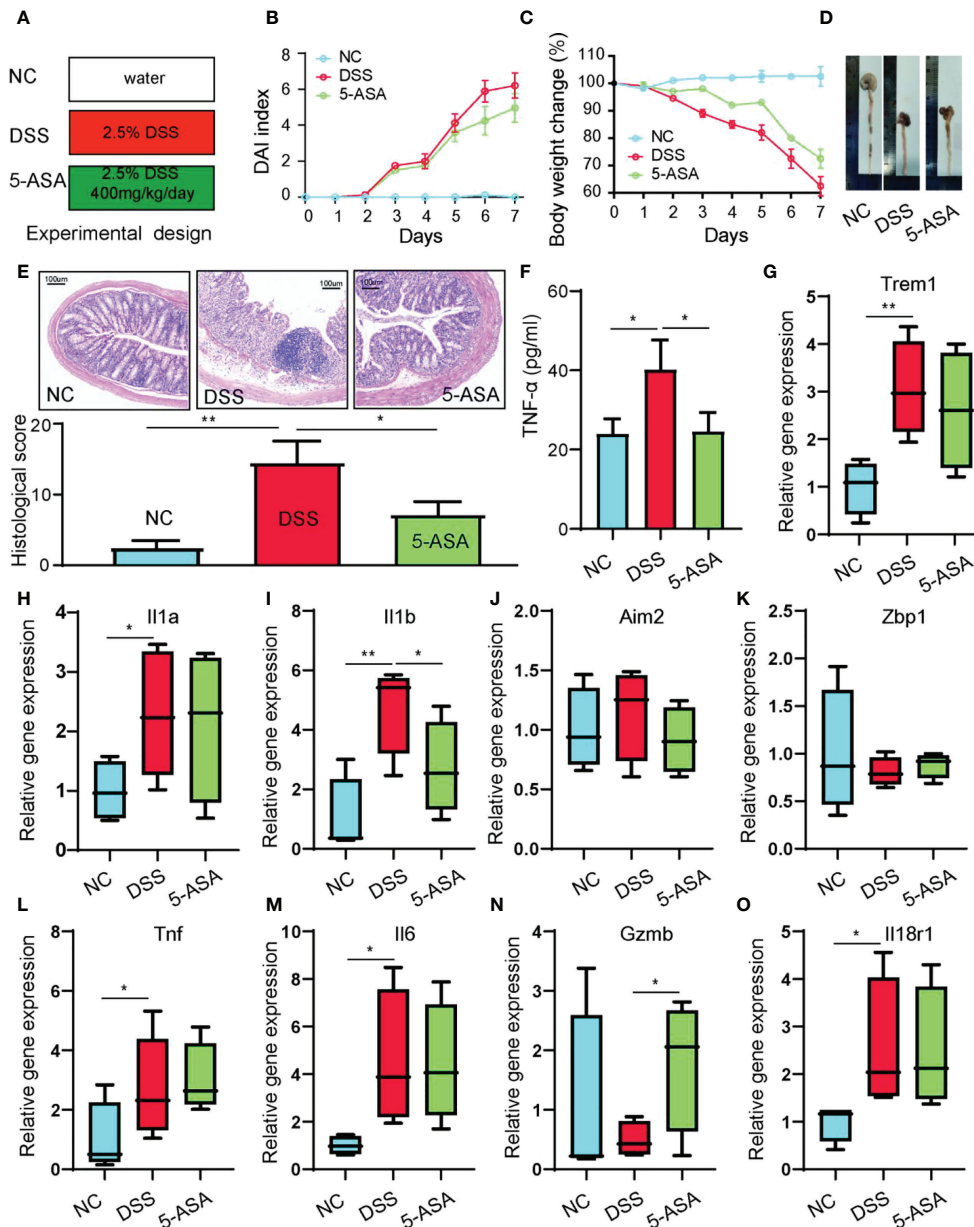 A
NC
water
DSS
2.5% DSS
5-ASA
2.5% DSS
400mg/kg/day
Experimental design
B
DAI index
8
6
4
2
0
NC
DSS
5-ASA
0 1 2 3 4 5 6 7
Days
C
Body weight change (%)
110
100
90
80
70
60
NC
DSS
5-ASA
0 1 2 3 4 5 6 7
Days
D
NC DSS 5-ASA
E
100um
NC
100um
DSS
100um
5-ASA
Histological score
20
10
0
** *
NC
DSS
5-ASA
F
TNF-α (pg/ml)
60
40
20
0
* *
NC DSS 5-ASA
G
Trem1
Relative gene expression
5
4
3
2
1
0
**
NC DSS 5-ASA
H
Il1a
Relative gene expression
4
3
2
1
0
*
NC DSS 5-ASA
I
Il1b
Relative gene expression
8
6
4
2
0
** *
NC DSS 5-ASA
J
Aim2
Relative gene expression
2.0
1.5
1.0
0.5
0.0
NC DSS 5-ASA
K
Zbp1
Relative gene expression
2.5
2.0
1.5
1.0
0.5
0.0
NC DSS 5-ASA
L
Tnf
Relative gene expression
8
6
4
2
0
*
NC DSS 5-ASA
M
Il6
Relative gene expression
10
8
6
4
2
0
*
NC DSS 5-ASA
N
Gzmb
Relative gene expression
4
3
2
1
0
*
NC DSS 5-ASA
O
Il18r1
Relative gene expression
5
4
3
2
1
0
*
NC DSS 5-ASA